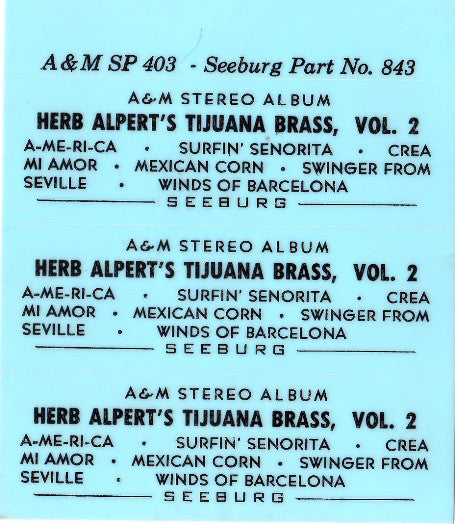 A&M SP 403 - Seeburg Part No. 843
A&M STEREO ALBUM
HERB ALPERT'S TIJUANA BRASS, VOL. 2
A-ME-RI-CA · SURFIN' SENORITA · CREA
MI AMOR · MEXICAN CORN · SWINGER FROM
SEVILLE · WINDS OF BARCELONA
SEEBURG
A&M STEREO ALBUM
HERB ALPERT'S TIJUANA BRASS, VOL. 2
A-ME-RI-CA · SURFIN' SENORITA · CREA
MI AMOR · MEXICAN CORN · SWINGER FROM
SEVILLE · WINDS OF BARCELONA
SEEBURG
A&M STEREO ALBUM
HERB ALPERT'S TIJUANA BRASS, VOL. 2
A-ME-RI-CA · SURFIN' SENORITA · CREA
MI AMOR · MEXICAN CORN · SWINGER FROM
SEVILLE · WINDS OF BARCELONA
SEEBURG